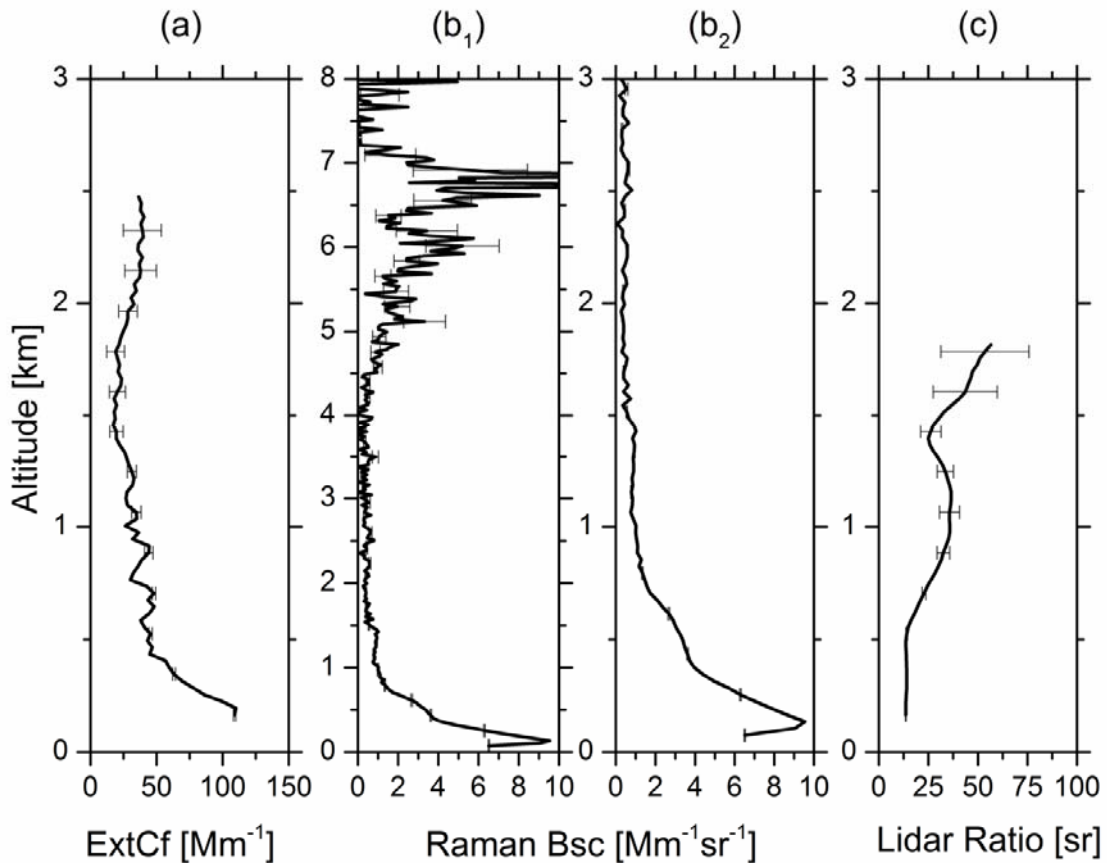 (a) (b₁) (b₂) (c)
3 8 3 3
7
2 6 2 2
5
Altitude [km]
4
1 3 1 1
2
1
0 0 0 0
0 50 100 150 0 2 4 6 8 10 0 2 4 6 8 10 0 25 50 75 100
ExtCf [Mm⁻¹] Raman Bsc [Mm⁻¹sr⁻¹] Lidar Ratio [sr]